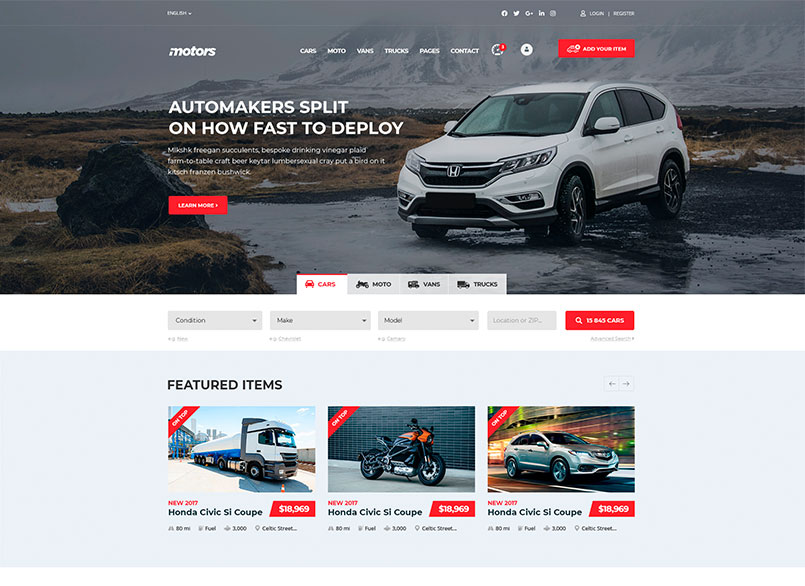 ENGLISH
LOGIN | REGISTER
motors
CARS MOTO VANS TRUCKS PAGES CONTACT
ADD YOUR ITEM
AUTOMAKERS SPLIT
ON HOW FAST TO DEPLOY
Mlkshk freegan succulents, bespoke drinking vinegar plaid
farm-to-table craft beer keytar lumbersexual cray put a bird on it
kitsch franzen bushwick.
LEARN MORE
CARS MOTO VANS TRUCKS
Condition Make Model Location or ZIP... 15 845 CARS
e.g. New e.g. Chevrolet e.g. Camaro Advanced Search
FEATURED ITEMS
ON TOP ON TOP ON TOP
NEW 2017 NEW 2017 NEW 2017
Honda Civic Si Coupe $18,969 Honda Civic Si Coupe $18,969 Honda Civic Si Coupe $18,969
80 mi Fuel 3,000 Celtic Street... 80 mi Fuel 3,000 Celtic Street... 80 mi Fuel 3,000 Celtic Street...